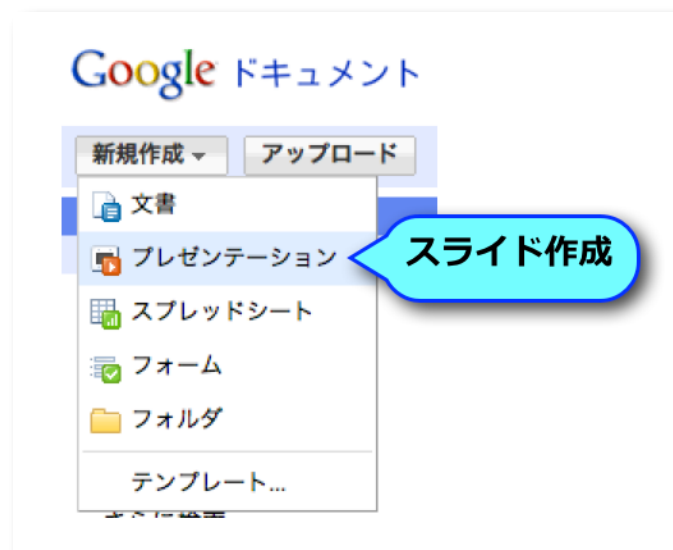 Google ドキュメント
新規作成 アップロード
文書
プレゼンテーション
スライド作成
スプレッドシート
フォーム
フォルダ
テンプレート...